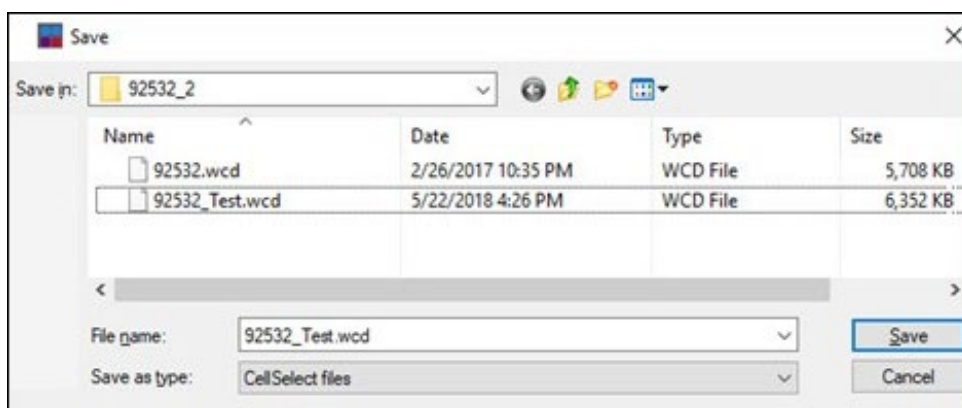 Save
Save in: 92532_2
Name Date Type Size
92532.wcd 2/26/2017 10:35 PM WCD File 5,708 KB
92532_Test.wcd 5/22/2018 4:26 PM WCD File 6,352 KB
File name: 92532_Test.wcd Save
Save as type: CellSelect files Cancel